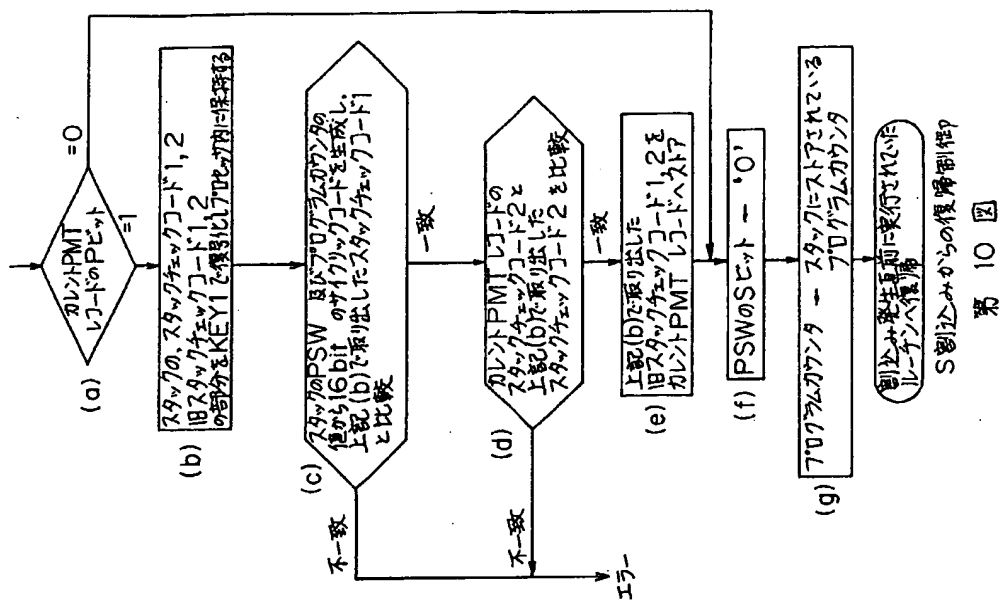 カレントPMT
レコードのPビット
=0
=1
(a)
スタックの、スタックチェックコード1, 2
旧スタックチェックコード1, 2
の部分をKEY1で復号化しプロセッサ内に保持する
(b)
スタックのPSW 及びプログラムカウンタの
値から16bit のサイクリックコードを生成し、
上記(b)で取り出したスタックチェックコード1
と比較
(c)
不一致
一致
カレントPMT レコードの
スタックチェックコード2と
上記(b)で取り出した
スタックチェックコード2 を比較
(d)
不一致
一致
エラー
上記(b)で取り出した
旧スタックチェックコード1, 2を
カレントPMT レコードへストア
(e)
PSWのSビット ー '0'
(f)
プログラムカウンタ ー スタックにストアされている
プログラムカウンタ
(g)
割込み発生直前に実行されていた
ルーチンへ復帰
S割込みからの復帰制御
第 10 図